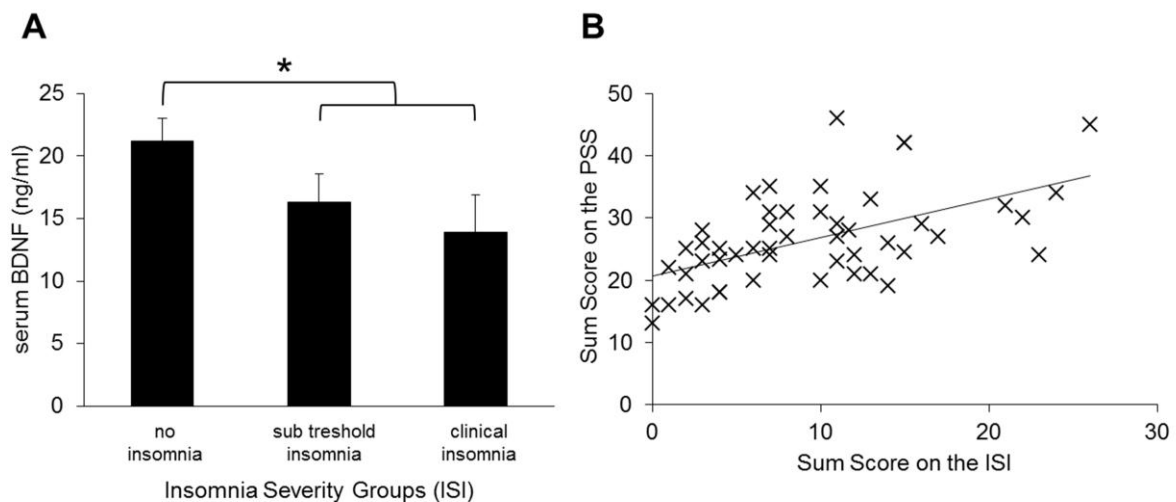 A
*
serum BDNF (ng/ml)
25
20
15
10
5
0
no
insomnia
sub treshold
insomnia
clinical
insomnia
Insomnia Severity Groups (ISI)
B
Sum Score on the PSS
50
40
30
20
10
0
0
10
20
30
Sum Score on the ISI